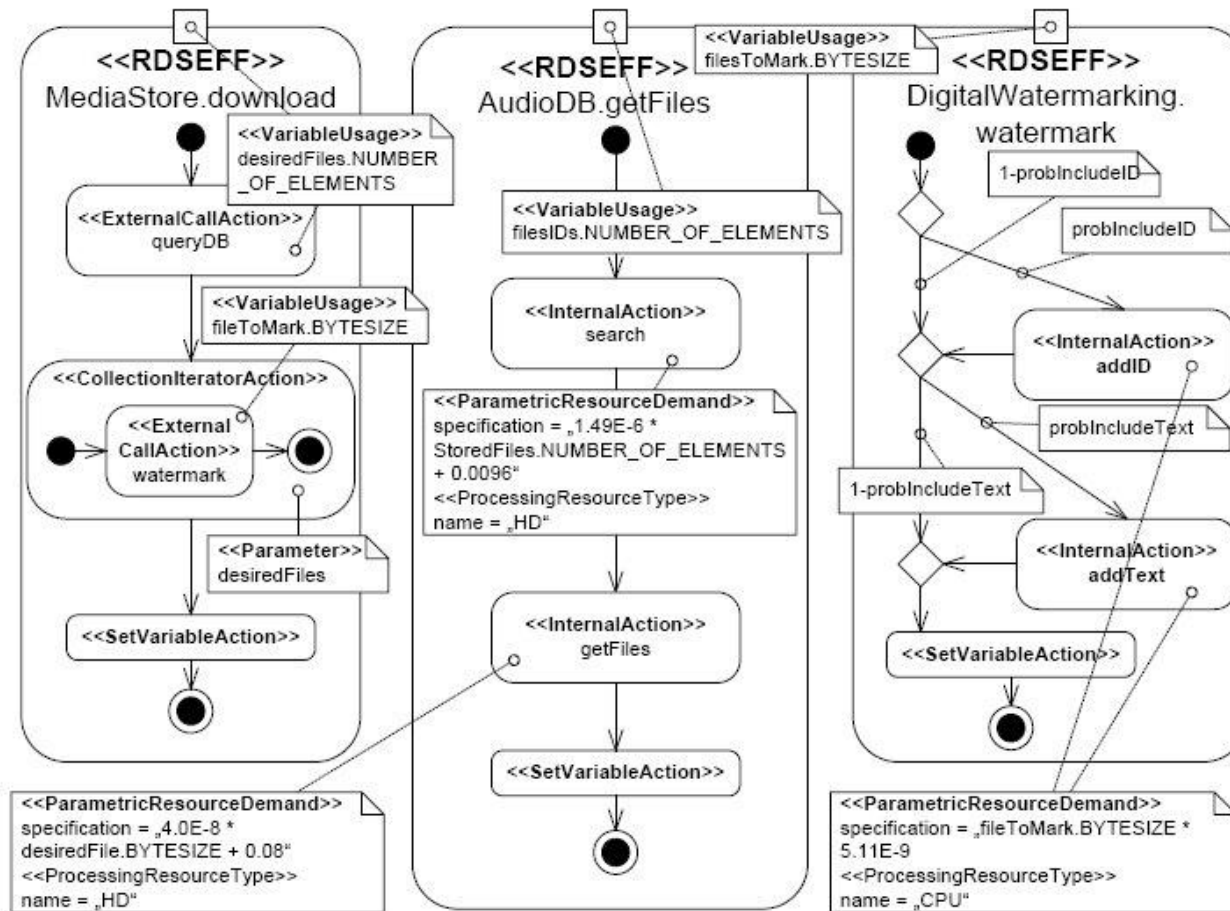 <<RDSEFF>>
MediaStore.download
<<VariableUsage>>
desiredFiles.NUMBER
_OF_ELEMENTS
<<ExternalCallAction>>
queryDB
<<VariableUsage>>
fileToMark.BYTESIZE
<<CollectionIteratorAction>>
<<External
CallAction>>
watermark
<<Parameter>>
desiredFiles
<<SetVariableAction>>
<<ParametricResourceDemand>>
specification = „4.0E-8 *
desiredFile.BYTESIZE + 0.08“
<<ProcessingResourceType>>
name = „HD“
<<RDSEFF>>
AudioDB.getFiles
<<VariableUsage>>
filesIDs.NUMBER_OF_ELEMENTS
<<InternalAction>>
search
<<ParametricResourceDemand>>
specification = „1.49E-6 *
StoredFiles.NUMBER_OF_ELEMENTS
+ 0.0096“
<<ProcessingResourceType>>
name = „HD“
<<InternalAction>>
getFiles
<<SetVariableAction>>
<<VariableUsage>>
filesToMark.BYTESIZE
<<RDSEFF>>
DigitalWatermarking.
watermark
1-probIncludeID
probIncludeID
<<InternalAction>>
addID
probIncludeText
1-probIncludeText
<<InternalAction>>
addText
<<SetVariableAction>>
<<ParametricResourceDemand>>
specification = „fileToMark.BYTESIZE *
5.11E-9
<<ProcessingResourceType>>
name = „CPU“